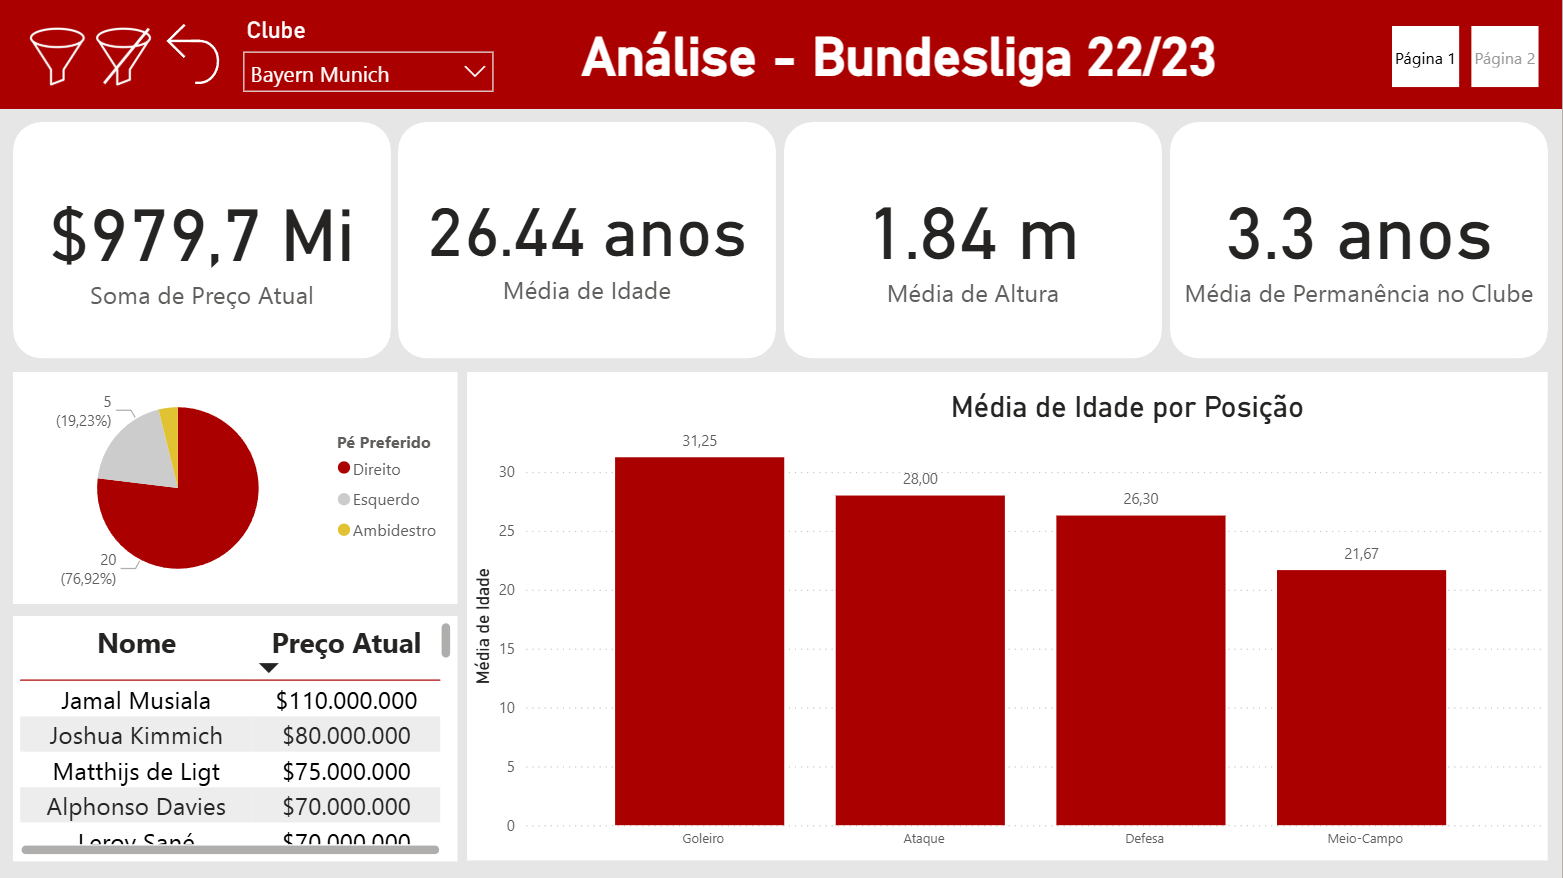 Clube
Bayern Munich
Análise - Bundesliga 22/23
Página 1
Página 2
$979,7 Mi
Soma de Preço Atual
26.44 anos
Média de Idade
1.84 m
Média de Altura
3.3 anos
Média de Permanência no Clube
5
(19,23%)
20
(76,92%)
Pé Preferido
Direito
Esquerdo
Ambidestro
Nome Preço Atual
Jamal Musiala $110.000.000
Joshua Kimmich $80.000.000
Matthijs de Ligt $75.000.000
Alphonso Davies $70.000.000
Leroy Sané $70.000.000
Média de Idade por Posição
Média de Idade
30
25
20
15
10
5
0
31,25
28,00
26,30
21,67
Goleiro
Ataque
Defesa
Meio-Campo